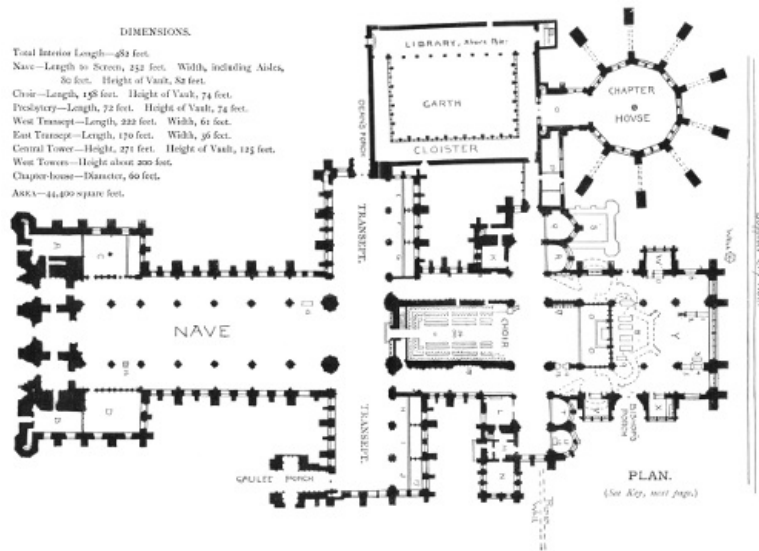 DIMENSIONS.
Total Interior Length—482 feet.
Nave—Length to Screen, 252 feet. Width, including Aisles,
80 feet. Height of Vault, 82 feet.
Choir—Length, 158 feet. Height of Vault, 74 feet.
Presbytery—Length, 72 feet. Height of Vault, 74 feet.
West Transept—Length, 222 feet. Width, 61 feet.
East Transept—Length, 170 feet. Width, 36 feet.
Central Tower—Height, 271 feet. Height of Vault, 125 feet.
West Towers—Height about 200 feet.
Chapter-house—Diameter, 60 feet.
AREA—44,400 square feet.
LIBRARY, Above
GARTH
CLOISTER
DEAN'S PORCH
CHAPTER
HOUSE
TRANSEPT.
NAVE
CHOIR
TRANSEPT.
GALILEE PORCH
BISHOP'S
PORCH
A
C
K
W
Y
X
L
N
D
PLAN.
(See Key, next page.)